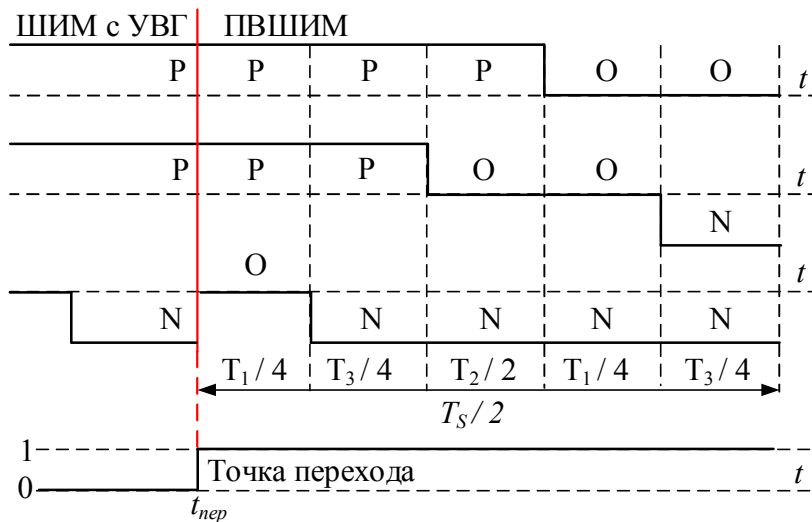 ШИМ с УВГ ПВШИМ
P P P P O O
t
P P P O O
t
N
O
t
N N N N N
T1 / 4 T3 / 4 T2 / 2 T1 / 4 T3 / 4
TS / 2
1
Точка перехода t
0
tпер